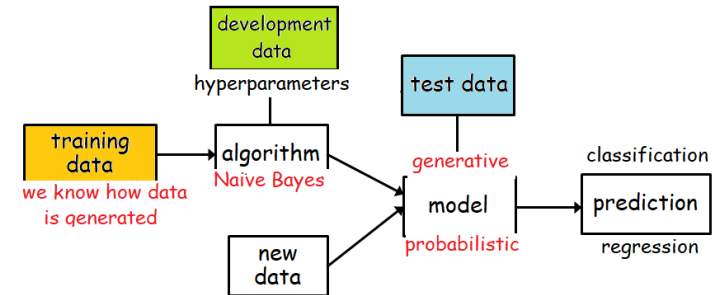 development
data
hyperparameters
test data
training
data
algorithm
generative
classification
we know how data
is generated
Naïve Bayes
model
prediction
probabilistic
regression
new
data